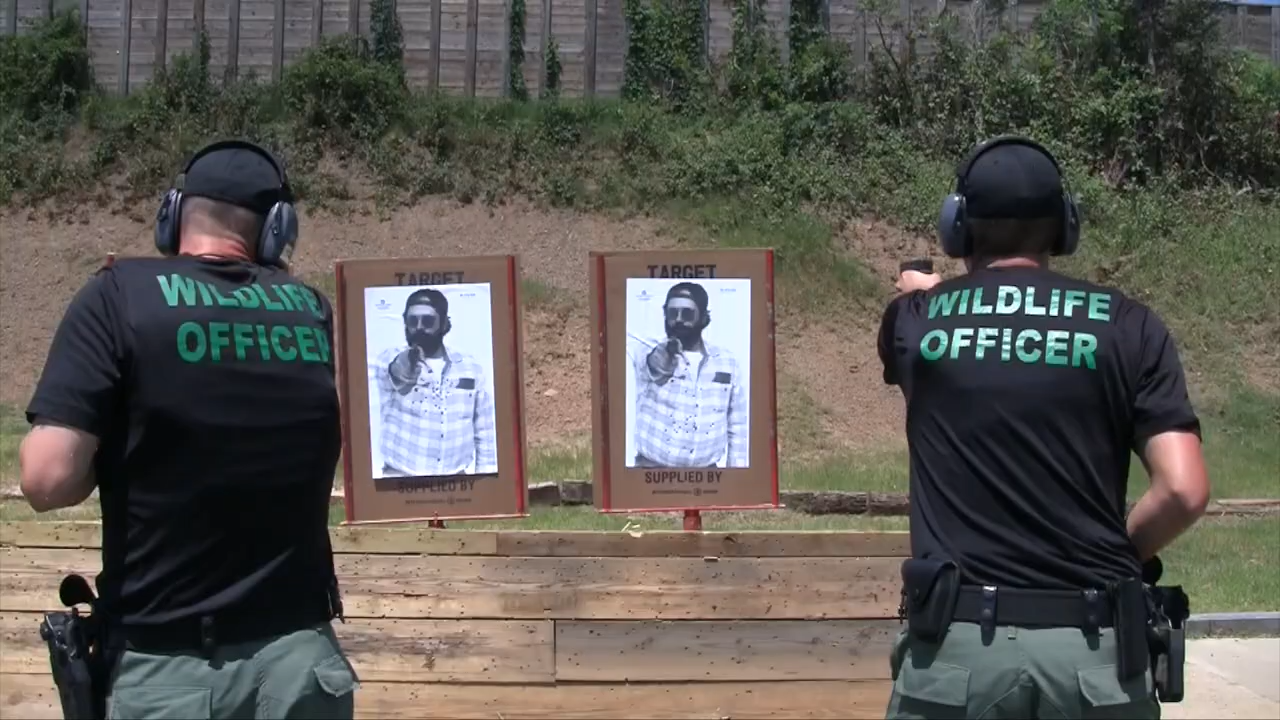 WILDLIFE
OFFICER
TARGET
SUPPLIED BY
TARGET
SUPPLIED BY
WILDLIFE
OFFICER